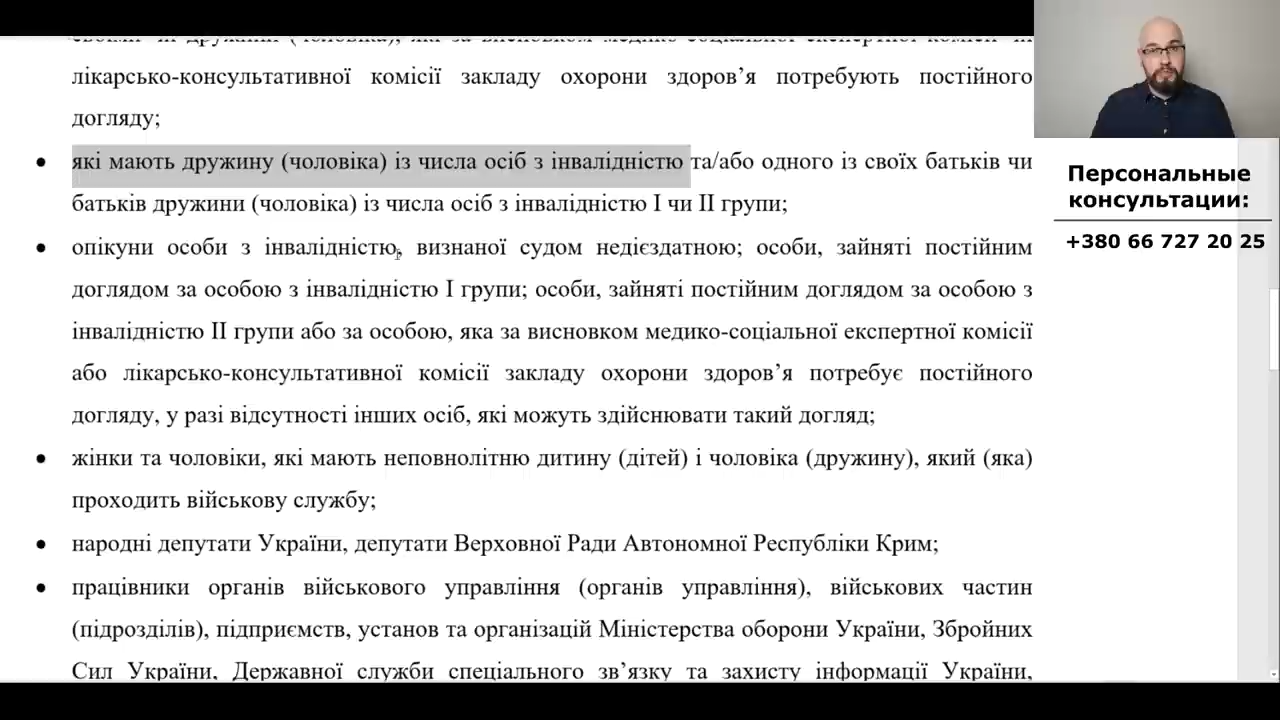 лікарсько-консультативної комісії закладу охорони здоров’я потребують постійного
догляду;
• які мають дружину (чоловіка) із числа осіб з інвалідністю та/або одного із своїх батьків чи
батьків дружини (чоловіка) із числа осіб з інвалідністю I чи II групи;
• опікуни особи з інвалідністю, визнаної судом недієздатною; особи, зайняті постійним
доглядом за особою з інвалідністю I групи; особи, зайняті постійним доглядом за особою з
інвалідністю II групи або за особою, яка за висновком медико-соціальної експертної комісії
або лікарсько-консультативної комісії закладу охорони здоров’я потребує постійного
догляду, у разі відсутності інших осіб, які можуть здійснювати такий догляд;
• жінки та чоловіки, які мають неповнолітню дитину (дітей) і чоловіка (дружину), який (яка)
проходить військову службу;
• народні депутати України, депутати Верховної Ради Автономної Республіки Крим;
• працівники органів військового управління (органів управління), військових частин
(підрозділів), підприємств, установ та організацій Міністерства оборони України, Збройних
Сил України, Державної служби спеціального зв’язку та захисту інформації України,
Персональные
консультации:
+380 66 727 20 25